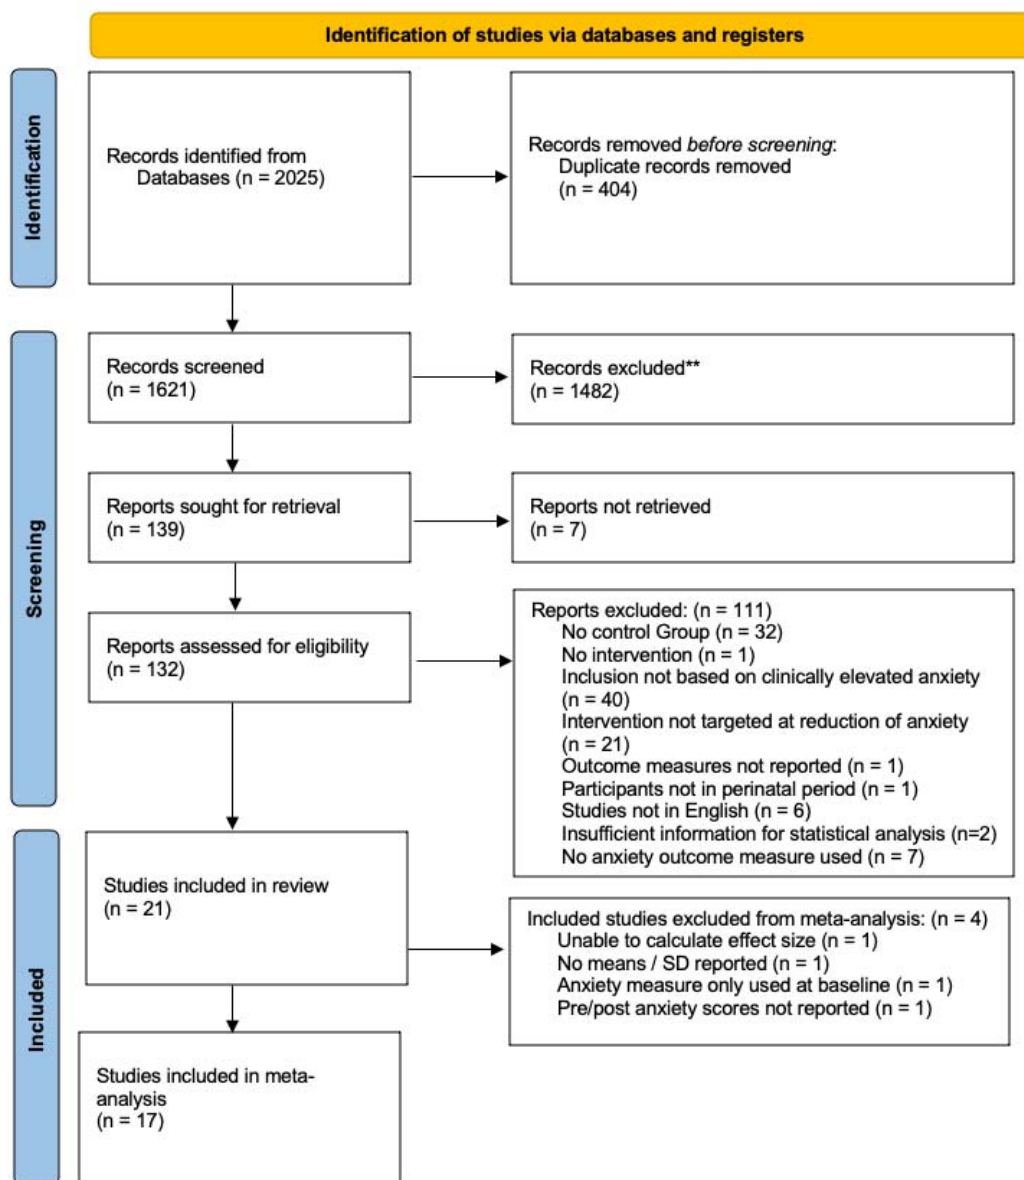 Identification of studies via databases and registers
Identification
Records identified from
Databases (n = 2025)
Records removed before screening:
Duplicate records removed
(n = 404)
Screening
Records screened
(n = 1621)
Records excluded**
(n = 1482)
Reports sought for retrieval
(n = 139)
Reports not retrieved
(n = 7)
Reports assessed for eligibility
(n = 132)
Reports excluded: (n = 111)
No control Group (n = 32)
No intervention (n = 1)
Inclusion not based on clinically elevated anxiety
(n = 40)
Intervention not targeted at reduction of anxiety
(n = 21)
Outcome measures not reported (n = 1)
Participants not in perinatal period (n = 1)
Studies not in English (n = 6)
Insufficient information for statistical analysis (n=2)
No anxiety outcome measure used (n = 7)
Included
Studies included in review
(n = 21)
Included studies excluded from meta-analysis: (n = 4)
Unable to calculate effect size (n = 1)
No means / SD reported (n = 1)
Anxiety measure only used at baseline (n = 1)
Pre/post anxiety scores not reported (n = 1)
Studies included in meta-
analysis
(n = 17)